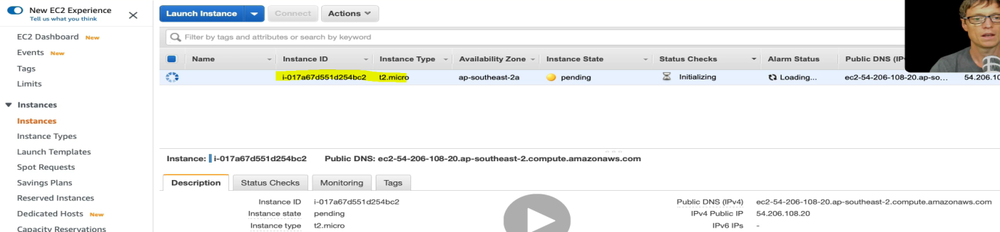 New EC2 Experience
Tell us what you think
EC2 Dashboard New
Events New
Tags
Limits
Instances
Instances
Instance Types
Launch Templates
Spot Requests
Savings Plans
Reserved Instances
Dedicated Hosts New
Capacity Reservations
Launch Instance Connect Actions
Filter by tags and attributes or search by keyword
Name Instance ID Instance Type Availability Zone Instance State Status Checks Alarm Status Public DNS (IP
i-017a67d551d254bc2 t2.micro ap-southeast-2a pending Initializing Loading... ec2-54-206-108-20.ap-so... 54.206.10
Instance: i-017a67d551d254bc2 Public DNS: ec2-54-206-108-20.ap-southeast-2.compute.amazonaws.com
Description Status Checks Monitoring Tags
Instance ID i-017a67d551d254bc2 Public DNS (IPv4) ec2-54-206-108-20.ap-southeast-2.compute.amazonaws.com
Instance state pending IPv4 Public IP 54.206.108.20
Instance type t2.micro IPv6 IPs -